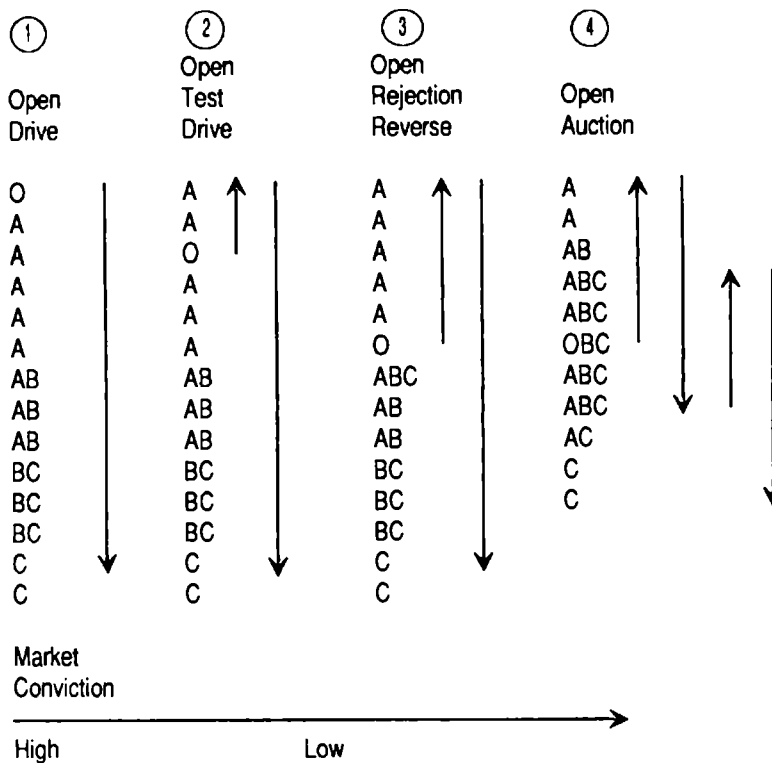 1
Open
Drive
O
A
A
A
A
A
AB
AB
AB
BC
BC
BC
C
C
2
Open
Test
Drive
A
A
O
A
A
A
AB
AB
AB
BC
BC
BC
C
C
3
Open
Rejection
Reverse
A
A
A
A
A
O
ABC
AB
AB
BC
BC
BC
C
C
4
Open
Auction
A
A
AB
ABC
ABC
OBC
ABC
ABC
AC
C
C
Market
Conviction
High Low